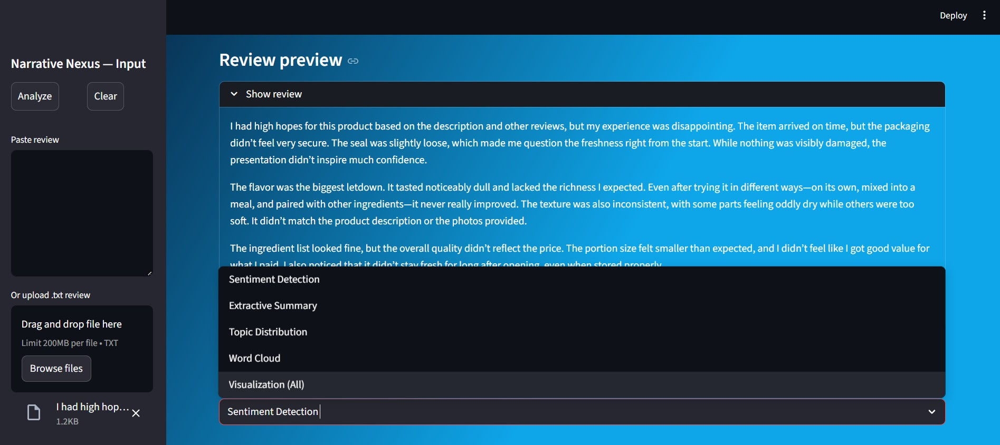 Deploy
Narrative Nexus — Input
Analyze
Clear
Paste review
Or upload .txt review
Drag and drop file here
Limit 200MB per file • TXT
Browse files
I had high hop...
1.2KB
Review preview
Show review
I had high hopes for this product based on the description and other reviews, but my experience was disappointing. The item arrived on time, but the packaging
didn’t feel very secure. The seal was slightly loose, which made me question the freshness right from the start. While nothing was visibly damaged, the
presentation didn’t inspire much confidence.
The flavor was the biggest letdown. It tasted noticeably dull and lacked the richness I expected. Even after trying it in different ways—on its own, mixed into a
meal, and paired with other ingredients—it never really improved. The texture was also inconsistent, with some parts feeling oddly dry while others were too
soft. It didn’t match the product description or the photos provided.
The ingredient list looked fine, but the overall quality didn’t reflect the price. The portion size felt smaller than expected, and I didn’t feel like I got good value for
what I paid. I also noticed that it didn’t stay fresh for long after opening, even when stored properly.
Sentiment Detection
Extractive Summary
Topic Distribution
Word Cloud
Visualization (All)
Sentiment Detection